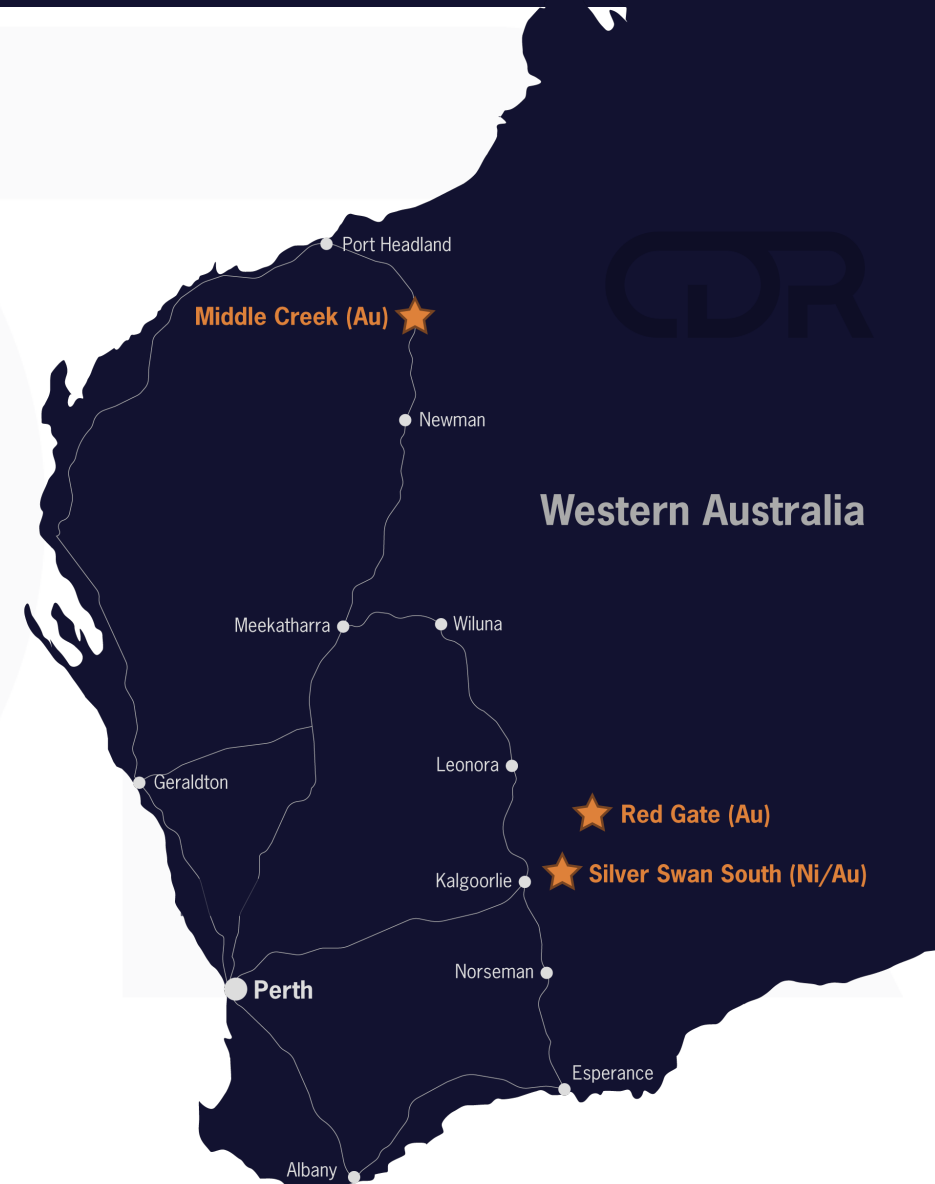 CDR
Port Headland
Middle Creek (Au)
Newman
Western Australia
Meekatharra
Wiluna
Leonora
Geraldton
Red Gate (Au)
Silver Swan South (Ni/Au)
Kalgoorlie
Norseman
Perth
Esperance
Albany